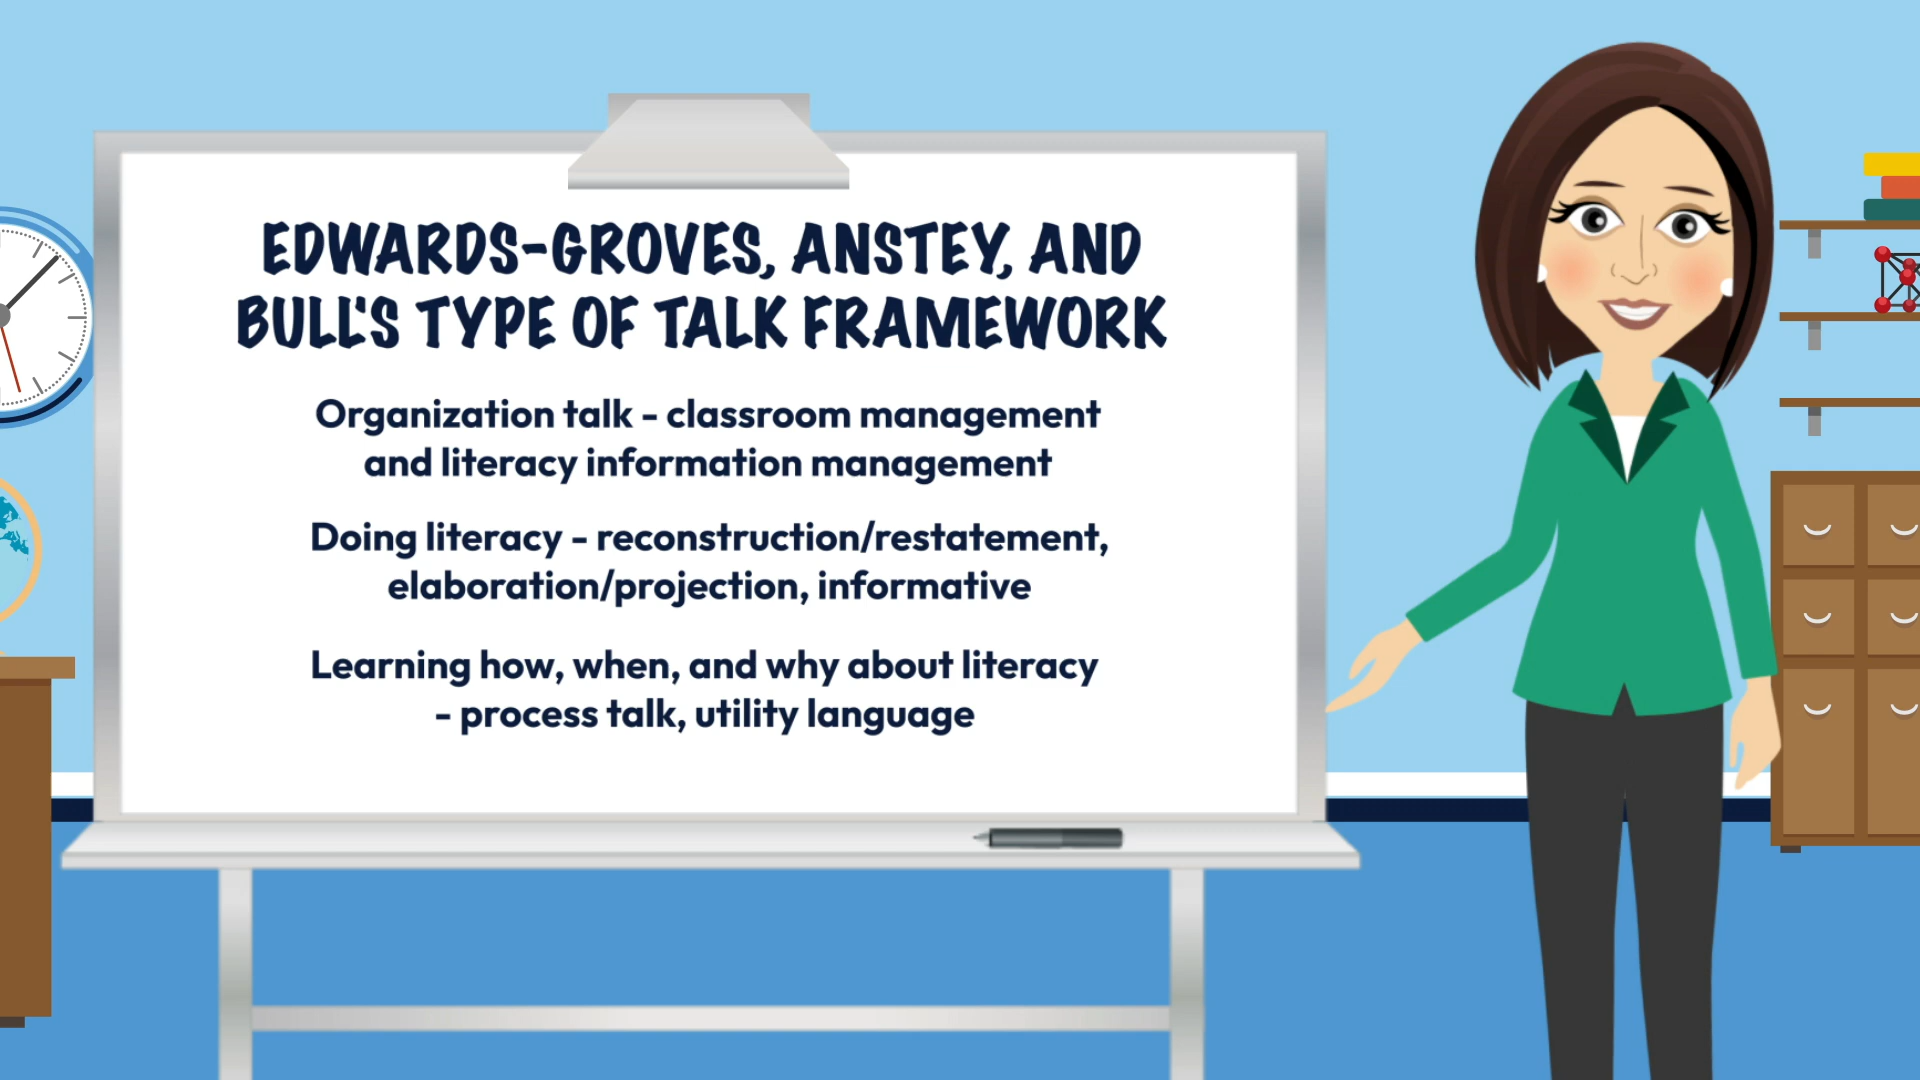 EDWARDS-GROVES, ANSTEY, AND
BULL'S TYPE OF TALK FRAMEWORK
Organization talk - classroom management
and literacy information management
Doing literacy - reconstruction/restatement,
elaboration/projection, informative
Learning how, when, and why about literacy
- process talk, utility language